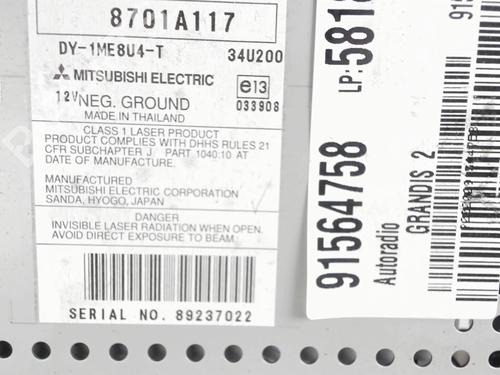 8701A117
DY-1ME8U4-T 34U200
MITSUBISHI ELECTRIC e13
12V NEG. GROUND 033908
MADE IN THAILAND
CLASS 1 LASER PRODUCT
PRODUCT COMPLIES WITH DHHS RULES 21
CFR SUBCHAPTER J PART 1040:10 AT
DATE OF MANUFACTURE.
MANUFACTURED
MITSUBISHI ELECTRIC CORPORATION
SANDA, HYOGO, JAPAN
DANGER
INVISIBLE LASER RADIATION WHEN OPEN.
AVOID DIRECT EXPOSURE TO BEAM.
SERIAL NO. 89237022
91564758
Autoradio
GRANDIS 2
LP: